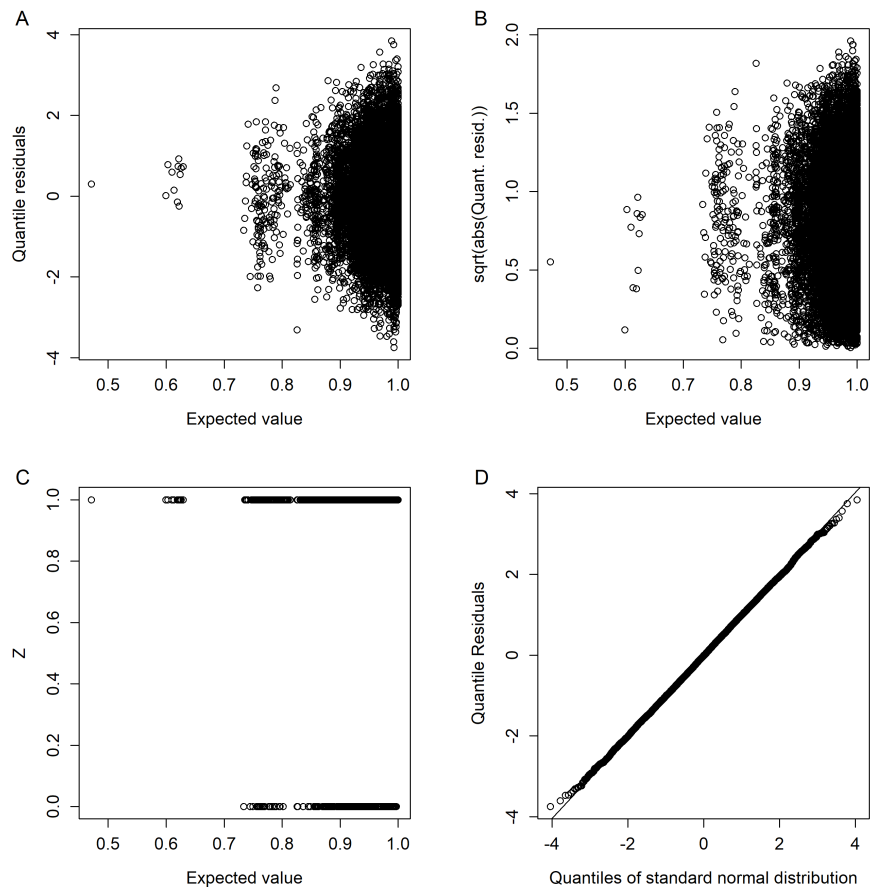 A
Quantile residuals
4
2
0
-2
-4
0.5 0.6 0.7 0.8 0.9 1.0
Expected value
B
sqrt(abs(Quant. resid.))
2.0
1.5
1.0
0.5
0.0
0.5 0.6 0.7 0.8 0.9 1.0
Expected value
C
Z
1.0
0.8
0.6
0.4
0.2
0.0
0.5 0.6 0.7 0.8 0.9 1.0
Expected value
D
Quantile Residuals
4
2
0
-2
-4
-4 -2 0 2 4
Quantiles of standard normal distribution